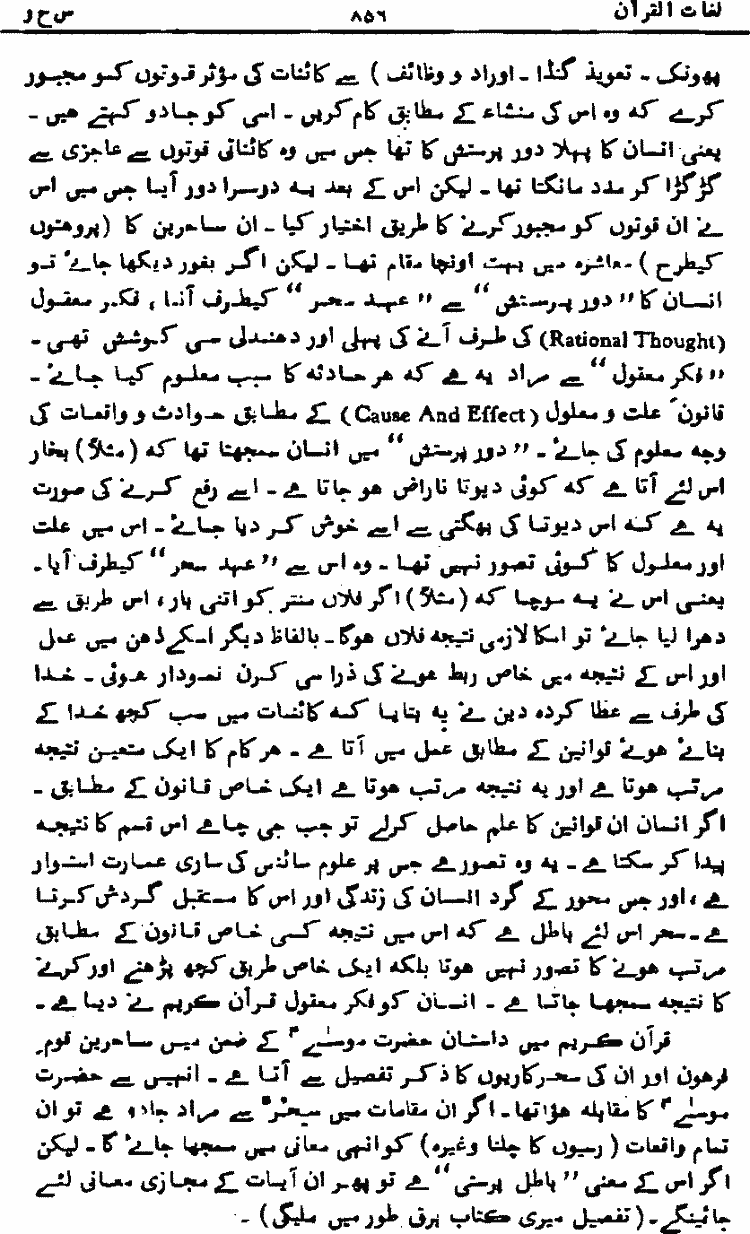 لغات القرآن ۸۵٦ س ح ر
پھونک ۔ تعویذ گنڈا ۔ اوراد و وظائف ) سے کائنات کی مؤثر قوتوں کو مجبور
کرے کہ وہ اس کی منشاء کے مطابق کام کریں ۔ اسی کو جادو کہتے ہیں ۔
یعنی انسان کا پہلا دور پرستش کا تھا جس میں وہ کائناتی قوتوں سے عاجزی سے
گڑگڑا کر مدد مانگتا تھا ۔ لیکن اس کے بعد یہ دوسرا دور آیا جس میں اس
نے ان قوتوں کو مجبور کرنے کا طریق اختیار کیا ۔ ان ساحرین کا (پروہتوں
کیطرح ) معاشرہ میں بہت اونچا مقام تھا ۔ لیکن اگر بغور دیکھا جائے تو
انسان کا ”دور پرستش“ سے ”عہد سحر“ کیطرف آنا ، فکر معقول
(Rational Thought) کی طرف آنے کی پہلی اور دھندلی سی کوشش تھی ۔
”فکر معقول“ سے مراد یہ ہے کہ ہر حادثہ کا سبب معلوم کیا جائے ۔
قانون علت و معلول (Cause And Effect) کے مطابق حوادث و واقعات کی
وجہ معلوم کی جائے ۔ ”دور پرستش“ میں انسان سمجھتا تھا کہ (مثلاً) بخار
اس لئے آتا ہے کہ کوئی دیوتا ناراض ہو جاتا ہے ۔ اسے رفع کرنے کی صورت
یہ ہے کہ اس دیوتا کی بھگتی سے اسے خوش کر دیا جائے ۔ اس میں علت
اور معلول کا کوئی تصور نہیں تھا ۔ وہ اس سے ”عہد سحر“ کیطرف آیا ۔
یعنی اس نے یہ سوچا کہ (مثلاً) اگر فلاں منتر کو اتنی بار، اس طریق سے
دھرا لیا جائے تو اسکا لازمی نتیجہ فلاں ہوگا ۔ بالفاظ دیگر اسکے ذہن میں عمل
اور اس کے نتیجہ میں خاص ربط ہونے کی ذرا سی کرن نمودار ہوئی ۔ خدا
کی طرف سے عطا کردہ دین نے یہ بتایا کہ کائنات میں سب کچھ خدا کے
بنائے ہوئے قوانین کے مطابق عمل میں آتا ہے ۔ ہر کام کا ایک متعین نتیجہ
مرتب ہوتا ہے اور یہ نتیجہ مرتب ہوتا ہے ایک خاص قانون کے مطابق ۔
اگر انسان ان قوانین کا علم حاصل کرلے تو جب جی چاہے اس قسم کا نتیجہ
پیدا کر سکتا ہے ۔ یہ وہ تصور ہے جس پر علوم سائنس کی ساری عمارت استوار
ہے ، اور جس محور کے گرد انسان کی زندگی اور اس کا مستقبل گردش کرتا
ہے ۔ سحر اس لئے باطل ہے کہ اس میں نتیجہ کسی خاص قانون کے مطابق
مرتب ہونے کا تصور نہیں ہوتا بلکہ ایک خاص طریق کچھ پڑھنے اور کرنے
کا نتیجہ سمجھا جاتا ہے ۔ انسان کو فکر معقول قرآن کریم نے دیا ہے ۔
قرآن کریم میں داستان حضرت موسیٰؑ کے ضمن میں ساحرین قوم
فرعون اور ان کی سحرکاریوں کا ذکر تفصیل سے آتا ہے ۔ انہیں سے حضرت
موسیٰؑ کا مقابلہ ہوا تھا ۔ اگر ان مقامات میں سِحْرٌ سے مراد جادو ہے تو ان
تمام واقعات (رسیوں کا چلنا وغیرہ) کو انہی معانی میں سمجھا جائے گا ۔ لیکن
اگر اس کے معنی ”باطل پرستی“ ہے تو پھر ان آیات کے مجازی معانی لئے
جائینگے ۔ (تفصیل میری کتاب برق طور میں ملیگی) ۔